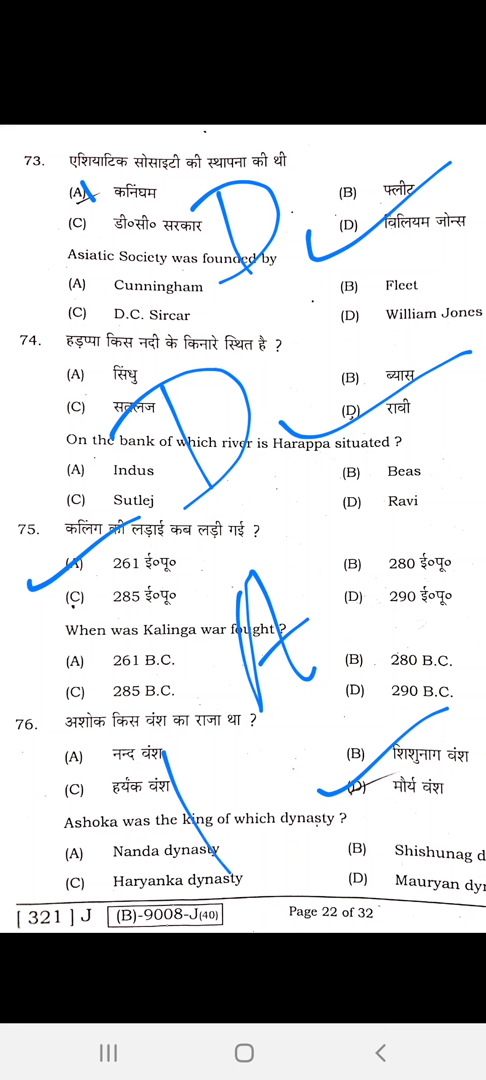 73. एशियाटिक सोसाइटी की स्थापना की थी
(A) कनिंघम (B) फ्लीट
(C) डी०सी० सरकार (D) विलियम जोन्स
Asiatic Society was founded by
(A) Cunningham (B) Fleet
(C) D.C. Sircar (D) William Jones
74. हड़प्पा किस नदी के किनारे स्थित है ?
(A) सिंधु (B) ब्यास
(C) सतलज (D) रावी
On the bank of which river is Harappa situated ?
(A) Indus (B) Beas
(C) Sutlej (D) Ravi
75. कलिंग की लड़ाई कब लड़ी गई ?
(A) 261 ई०पू० (B) 280 ई०पू०
(C) 285 ई०पू० (D) 290 ई०पू०
When was Kalinga war fought ?
(A) 261 B.C. (B) 280 B.C.
(C) 285 B.C. (D) 290 B.C.
76. अशोक किस वंश का राजा था ?
(A) नन्द वंश (B) शिशुनाग वंश
(C) हर्यंक वंश (D) मौर्य वंश
Ashoka was the king of which dynasty ?
(A) Nanda dynasty (B) Shishunag d
(C) Haryanka dynasty (D) Mauryan dyn
[ 321 ] J (B)-9008-J(40) Page 22 of 32
D
D
A